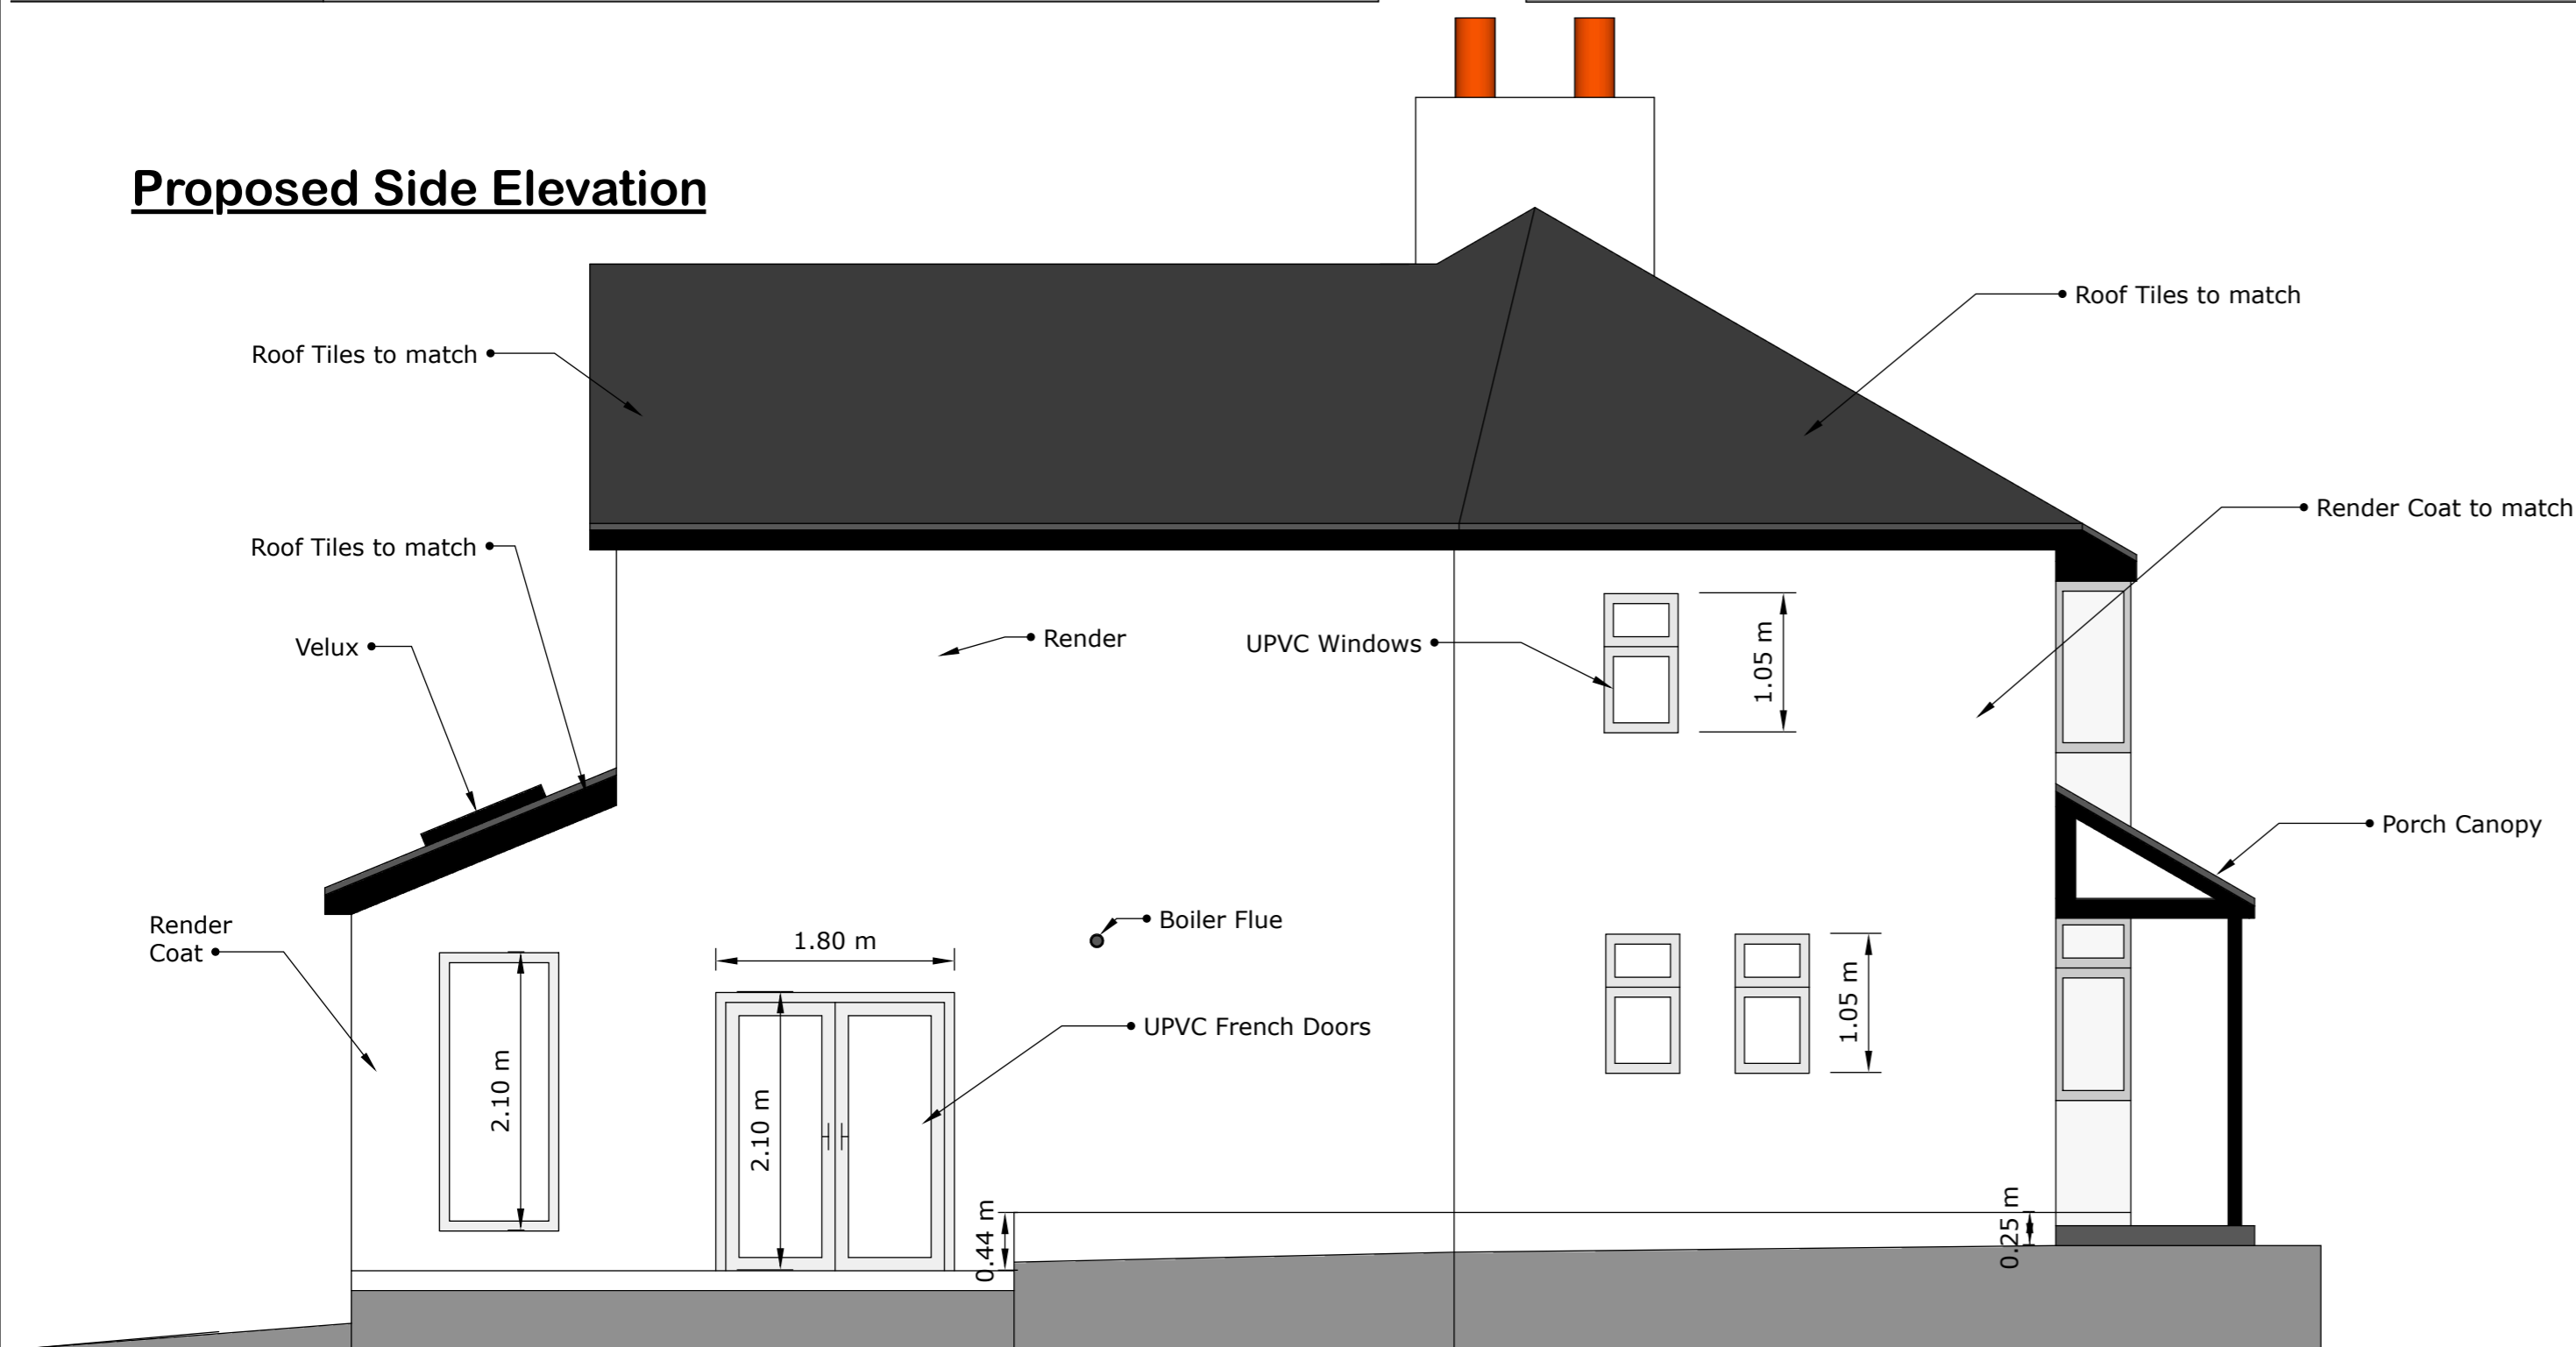 Proposed Side Elevation
Roof Tiles to match
Roof Tiles to match
Render Coat to match
Roof Tiles to match
Render
UPVC Windows
1.05 m
Velux
Porch Canopy
Render
Coat
1.80 m
Boiler Flue
UPVC French Doors
1.05 m
2.10 m
2.10 m
0.44 m
0.25 m